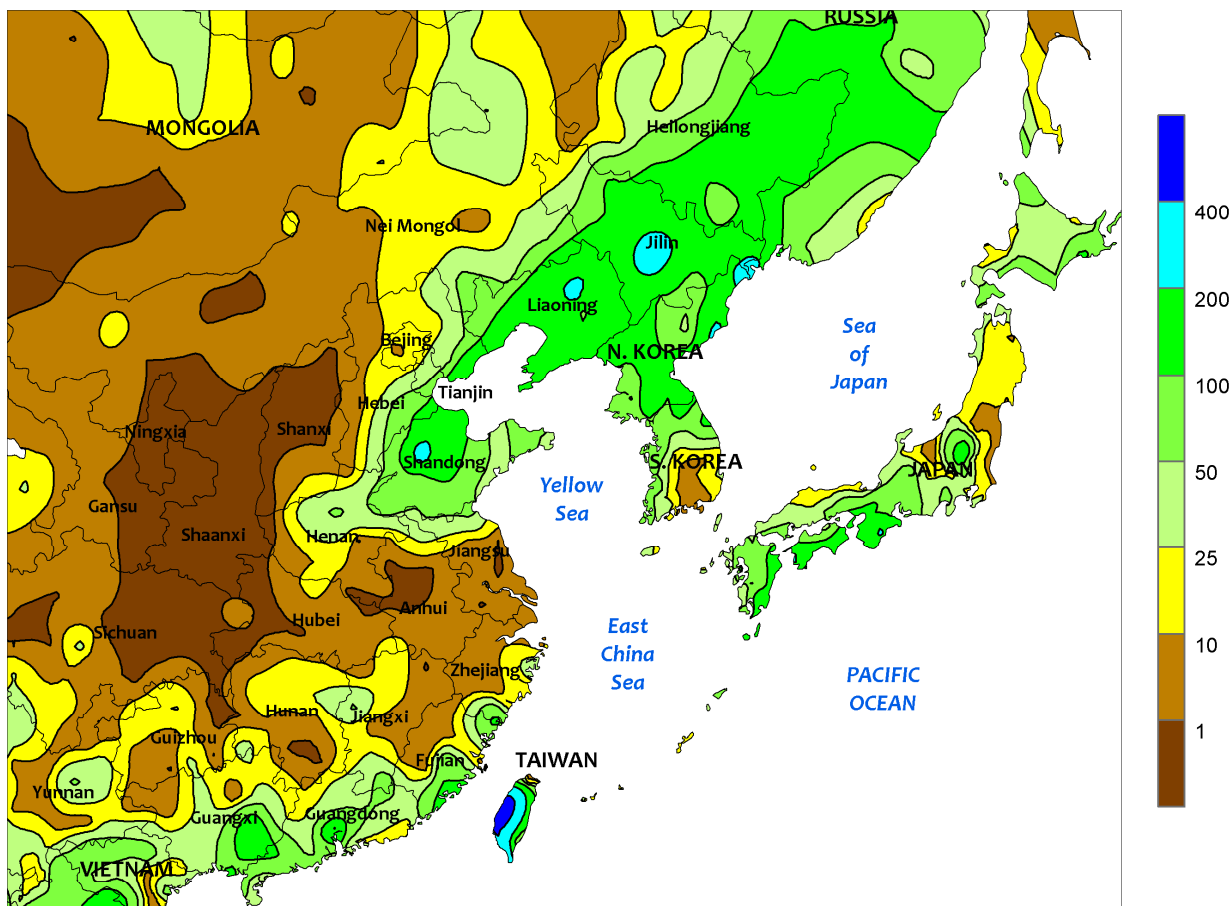 RUSSIA
MONGOLIA
Heilongjiang
Nei Mongol
Jilin
Liaoning
Beijing
N. KOREA
Tianjin
Hebei
Sea
of
Japan
Ningxia
Shanxi
Shandong
S. KOREA
JAPAN
Gansu
Yellow
Sea
Shaanxi
Henan
Jiangsu
Anhui
Hubei
Sichuan
East
China
Sea
Zhejiang
PACIFIC
OCEAN
Hunan
Jiangxi
Guizhou
Fujian
TAIWAN
Yunnan
Guangxi
Guangdong
VIETNAM
400
200
100
50
25
10
1